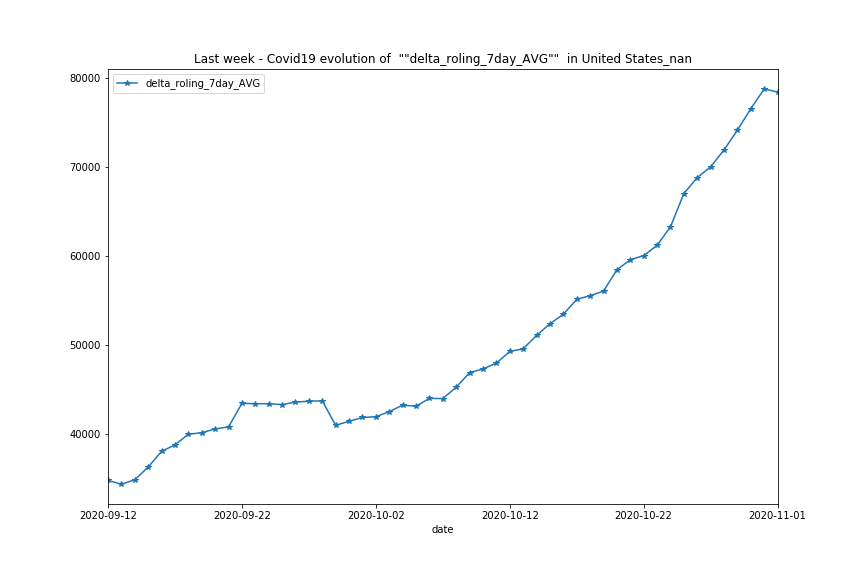 Last week - Covid19 evolution of  ""delta_roling_7day_AVG""  in United States_nan
delta_roling_7day_AVG
80000
70000
60000
50000
40000
2020-09-12 2020-09-22 2020-10-02 2020-10-12 2020-10-22 2020-11-01
date